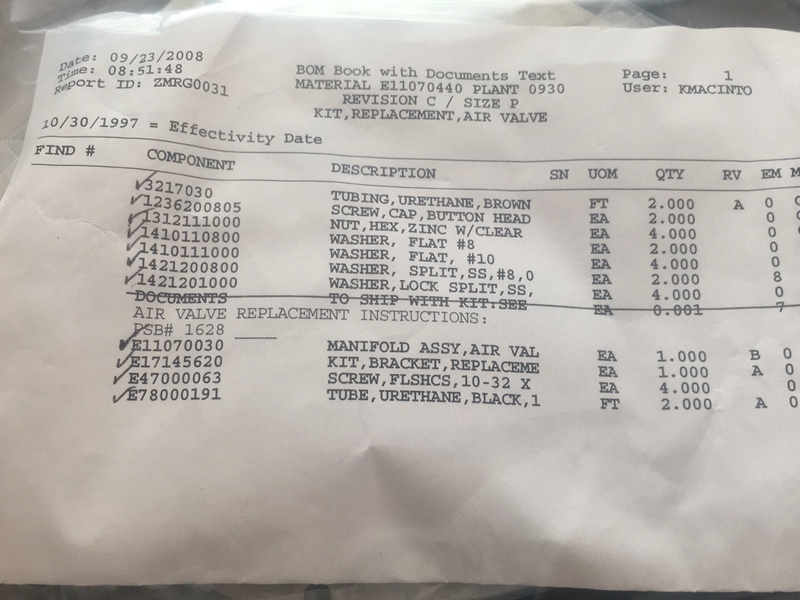 Date: 09/23/2008
Time: 08:51:48
Report ID: ZMRG0031
BOM Book with Documents Text
MATERIAL E11070440 PLANT 0930
REVISION C / SIZE P
KIT,REPLACEMENT,AIR VALVE
Page: 1
User: KMACINTO
10/30/1997 = Effectivity Date
FIND # COMPONENT DESCRIPTION SN UOM QTY RV EM M
3217030 TUBING,URETHANE,BROWN FT 2.000 A 0
1236200805 SCREW,CAP,BUTTON HEAD EA 2.000 0
1312111000 NUT,HEX,ZINC W/CLEAR EA 4.000 0
1410110800 WASHER, FLAT #8 EA 2.000 0
1410111000 WASHER, FLAT, #10 EA 4.000 0
1421200800 WASHER, SPLIT,SS,#8,0 EA 2.000 8
1421201000 WASHER,LOCK SPLIT,SS, EA 4.000 0
DOCUMENTS TO SHIP WITH KIT:SEE EA 0.001 7
AIR VALVE REPLACEMENT INSTRUCTIONS:
PSB# 1628
E11070030 MANIFOLD ASSY,AIR VAL EA 1.000 B 0
E17145620 KIT,BRACKET,REPLACEME EA 1.000 A 0
E47000063 SCREW,FLSHCS,10-32 X EA 4.000 0
E78000191 TUBE,URETHANE,BLACK,1 FT 2.000 A 0